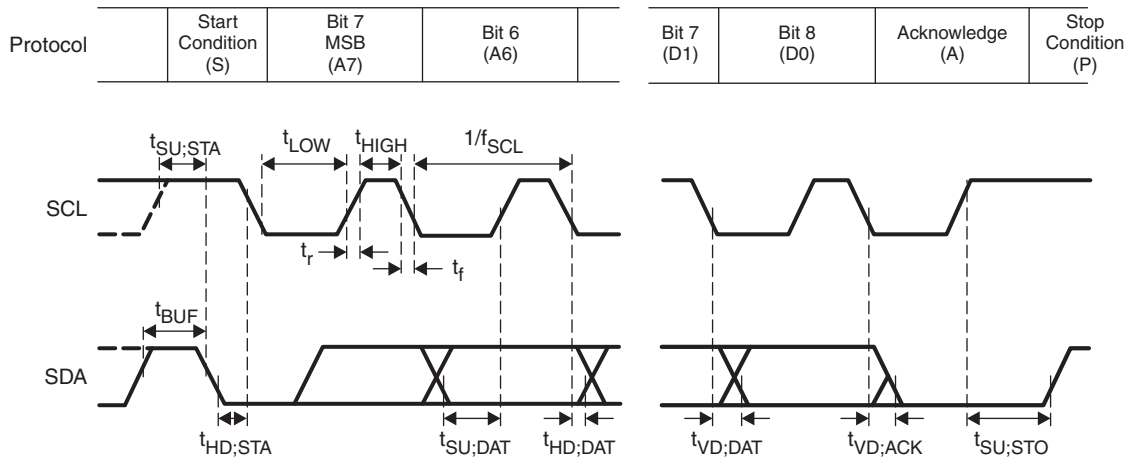 Protocol
Start
Condition
(S)
Bit 7
MSB
(A7)
Bit 6
(A6)
Bit 7
(D1)
Bit 8
(D0)
Acknowledge
(A)
Stop
Condition
(P)
tSU;STA
tLOW
tHIGH
1/fSCL
SCL
tr
tf
tBUF
SDA
tHD;STA
tSU;DAT
tHD;DAT
tVD;DAT
tVD;ACK
tSU;STO